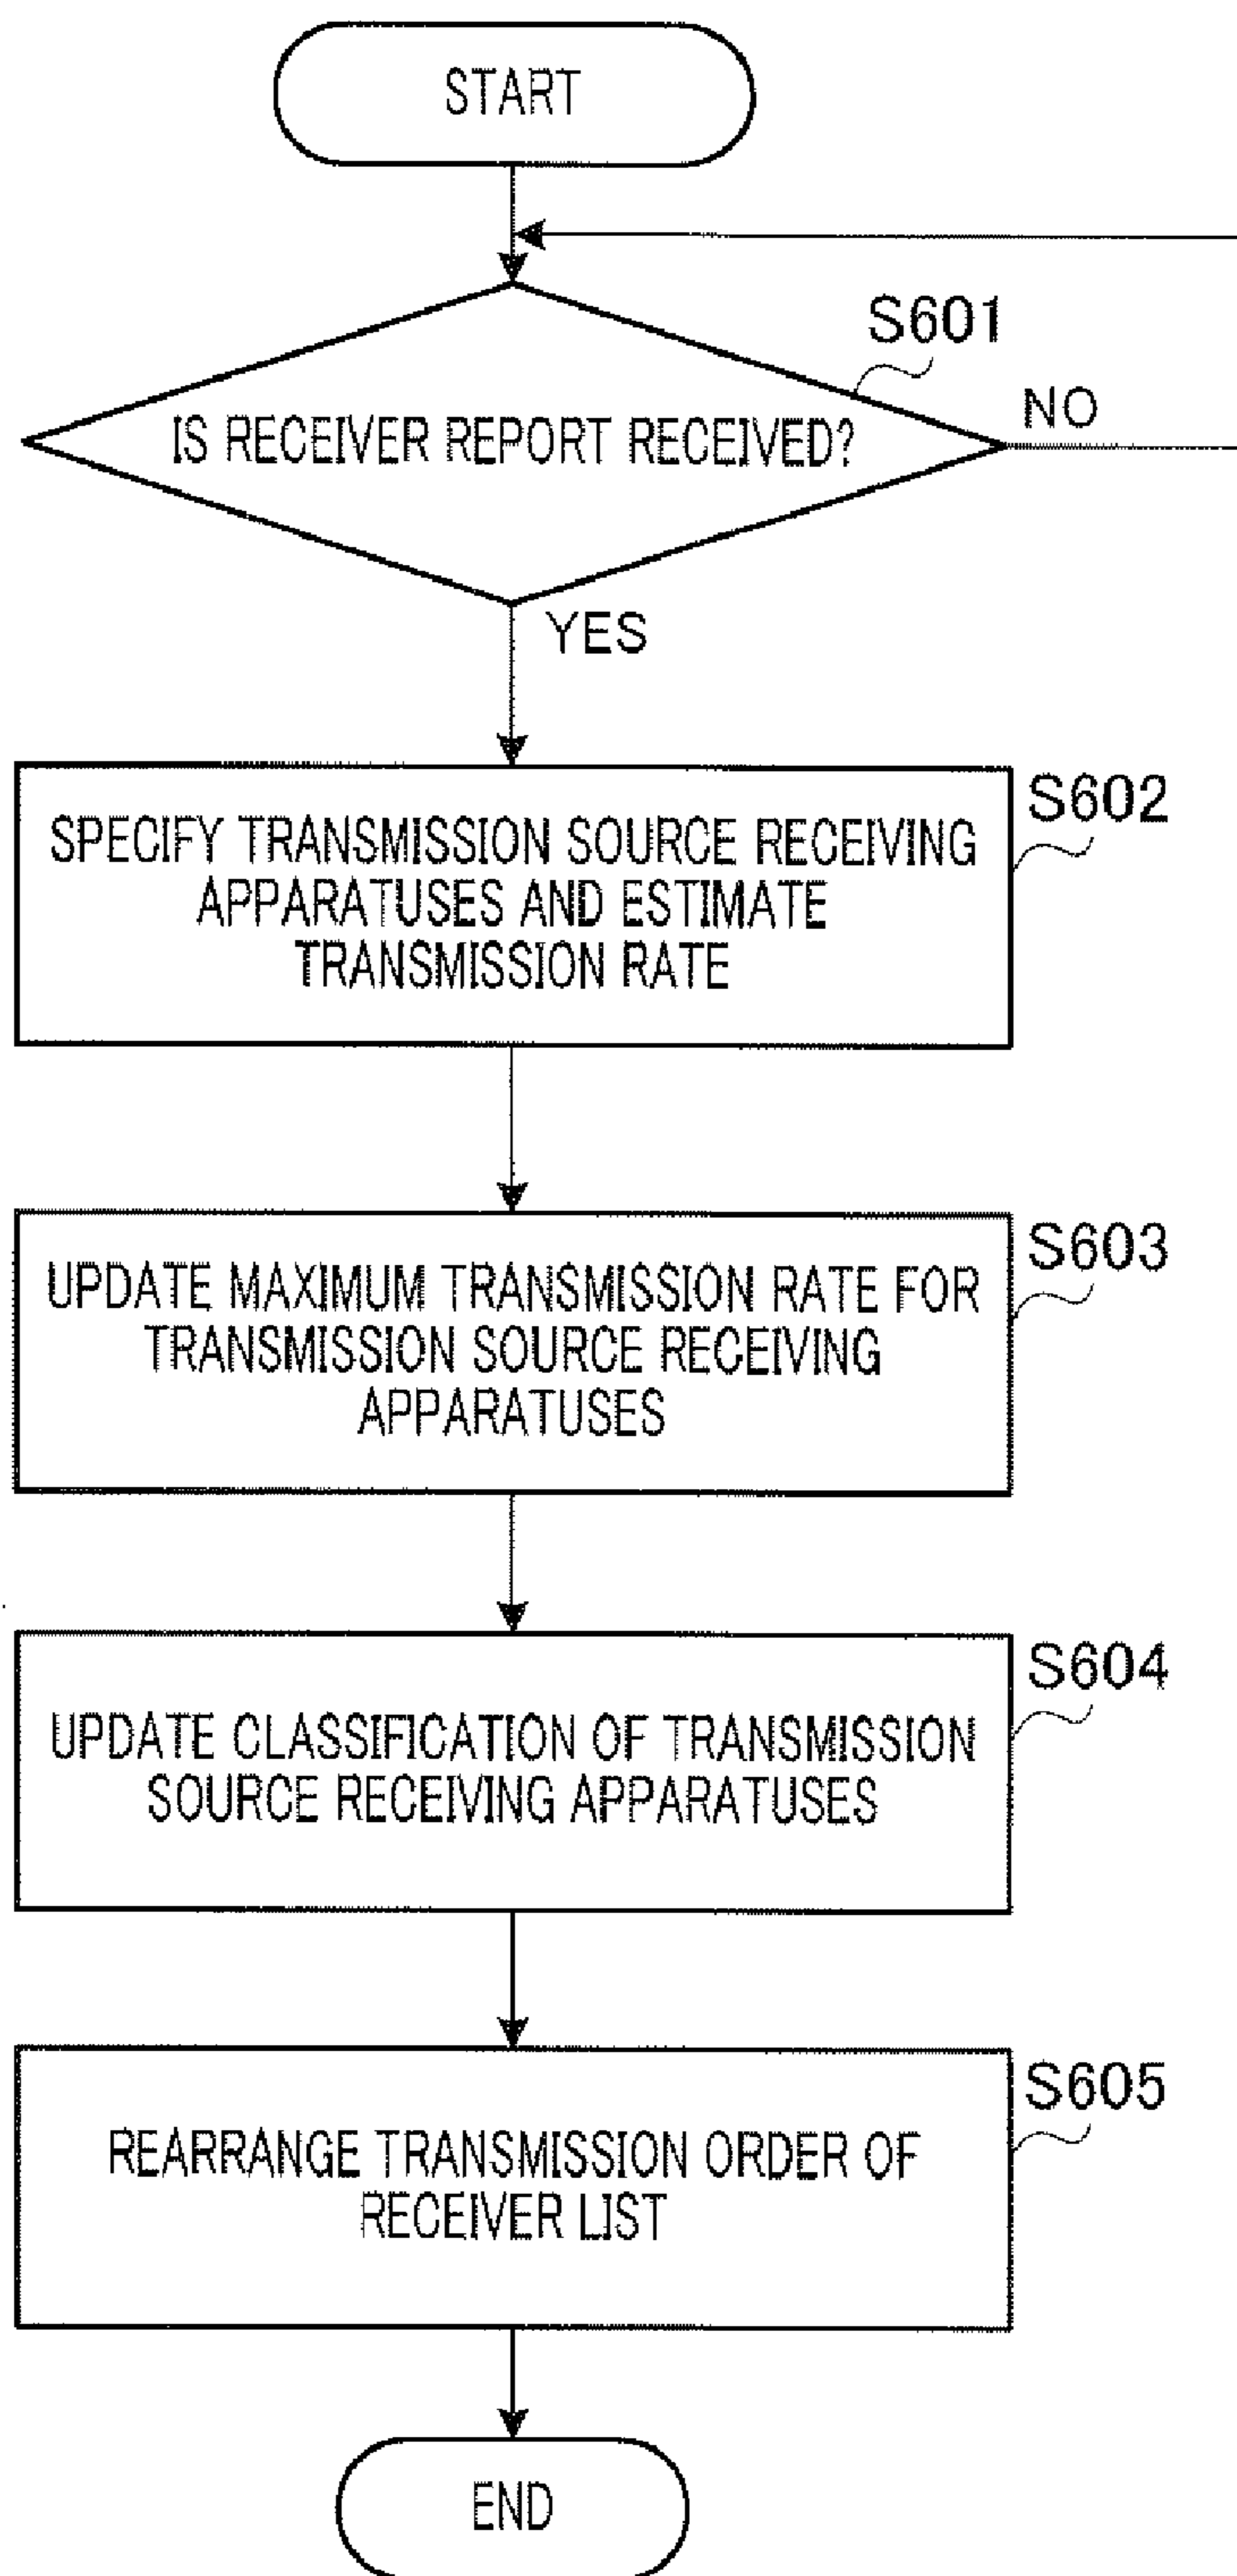 START
S601
IS RECEIVER REPORT RECEIVED?
NO
YES
S602
SPECIFY TRANSMISSION SOURCE RECEIVING
APPARATUSES AND ESTIMATE
TRANSMISSION RATE
S603
UPDATE MAXIMUM TRANSMISSION RATE FOR
TRANSMISSION SOURCE RECEIVING
APPARATUSES
S604
UPDATE CLASSIFICATION OF TRANSMISSION
SOURCE RECEIVING APPARATUSES
S605
REARRANGE TRANSMISSION ORDER OF
RECEIVER LIST
END